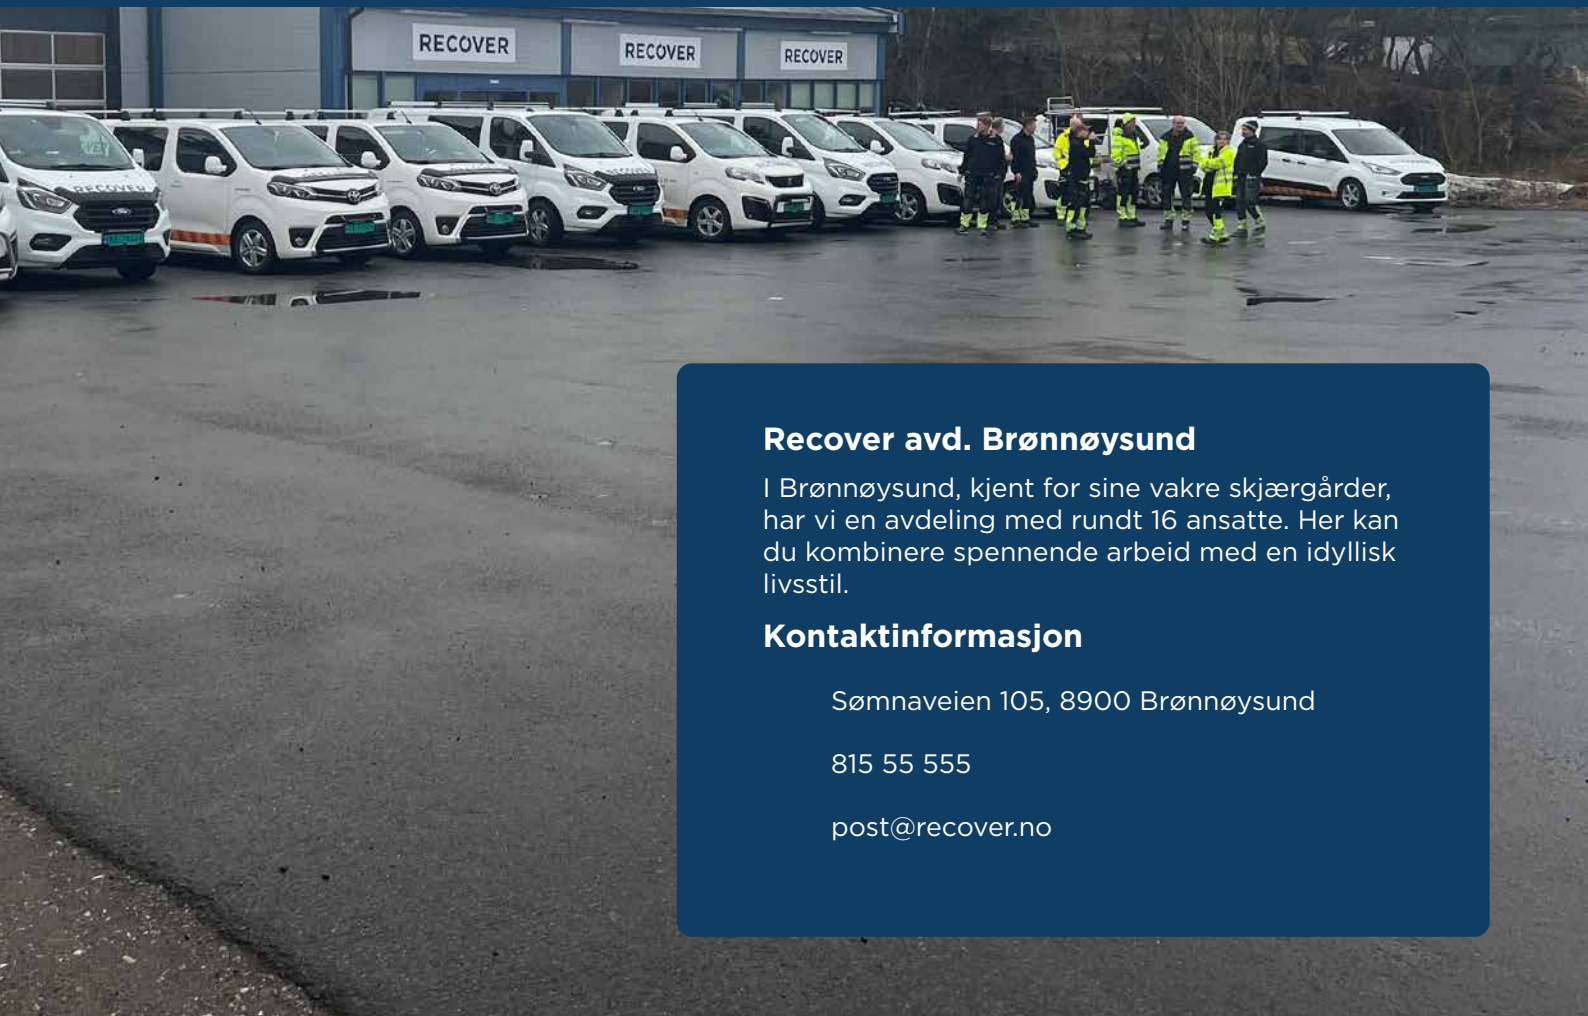 RECOVER
RECOVER
RECOVER
RECOVER
RECOVER
Recover avd. Brønnøysund
I Brønnøysund, kjent for sine vakre skjærgårder,
har vi en avdeling med rundt 16 ansatte. Her kan
du kombinere spennende arbeid med en idyllisk
livsstil.
Kontaktinformasjon
Sømnaveien 105, 8900 Brønnøysund
815 55 555
post@recover.no